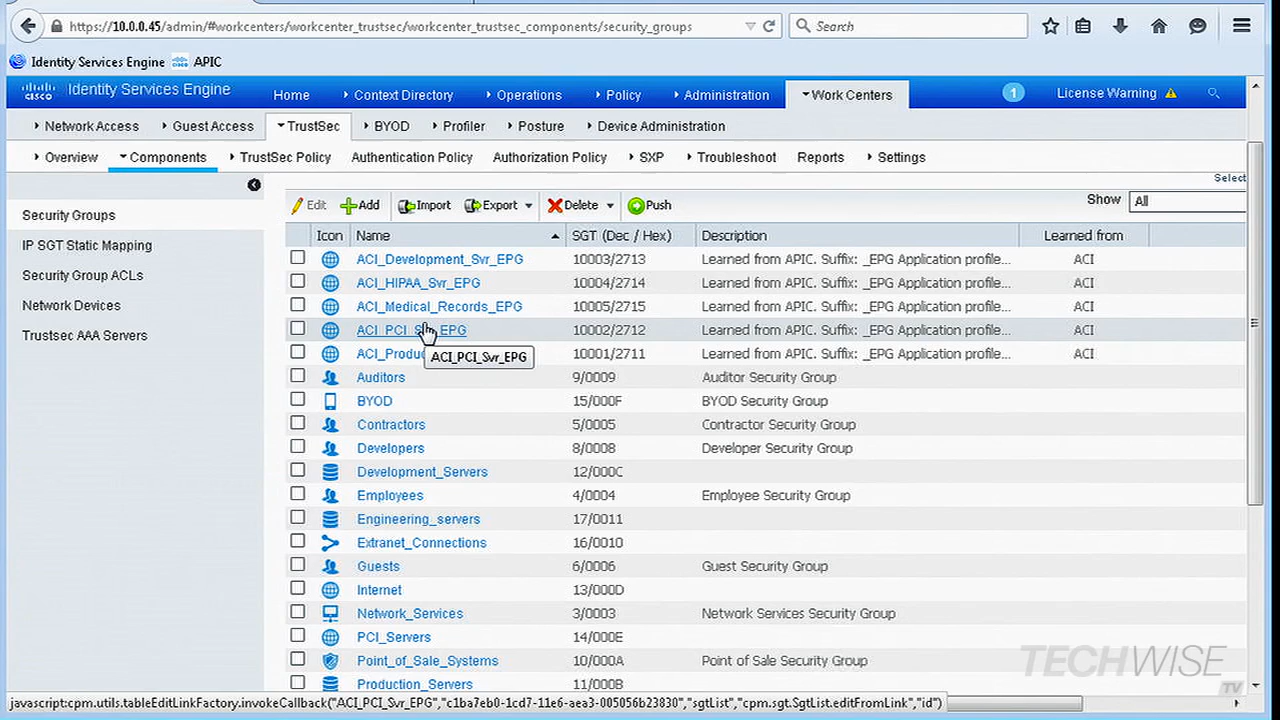 https://10.0.0.45/admin/#workcenters/workcenter_trustsec/workcenter_trustsec_components/security_groups Search
Identity Services Engine APIC
CISCO Identity Services Engine Home Context Directory Operations Policy Administration Work Centers 1 License Warning
Network Access Guest Access TrustSec BYOD Profiler Posture Device Administration
Overview Components TrustSec Policy Authentication Policy Authorization Policy SXP Troubleshoot Reports Settings
Select
Edit Add Import Export Delete Push Show All
Security Groups
IP SGT Static Mapping
Security Group ACLs
Network Devices
Trustsec AAA Servers
Icon Name SGT (Dec / Hex) Description Learned from
ACI_Development_Svr_EPG 10003/2713 Learned from APIC. Suffix: _EPG Application profile... ACI
ACI_HIPAA_Svr_EPG 10004/2714 Learned from APIC. Suffix: _EPG Application profile... ACI
ACI_Medical_Records_EPG 10005/2715 Learned from APIC. Suffix: _EPG Application profile... ACI
ACI_PCI_S EPG 10002/2712 Learned from APIC. Suffix: _EPG Application profile... ACI
ACI_Produc 10001/2711 Learned from APIC. Suffix: _EPG Application profile... ACI
ACI_PCI_Svr_EPG
Auditors 9/0009 Auditor Security Group
BYOD 15/000F BYOD Security Group
Contractors 5/0005 Contractor Security Group
Developers 8/0008 Developer Security Group
Development_Servers 12/000C
Employees 4/0004 Employee Security Group
Engineering_servers 17/0011
Extranet_Connections 16/0010
Guests 6/0006 Guest Security Group
Internet 13/000D
Network_Services 3/0003 Network Services Security Group
PCI_Servers 14/000E
Point_of_Sale_Systems 10/000A Point of Sale Security Group
Production_Servers 11/000B
TECHWISE
TV
javascript:cpm.utils.tableEditLinkFactory.invokeCallback("ACI_PCI_Svr_EPG","c1ba7eb0-1cd7-11e6-aea3-005056b23830","sgtList","cpm.sgt.SgtList.editFromLink","id")